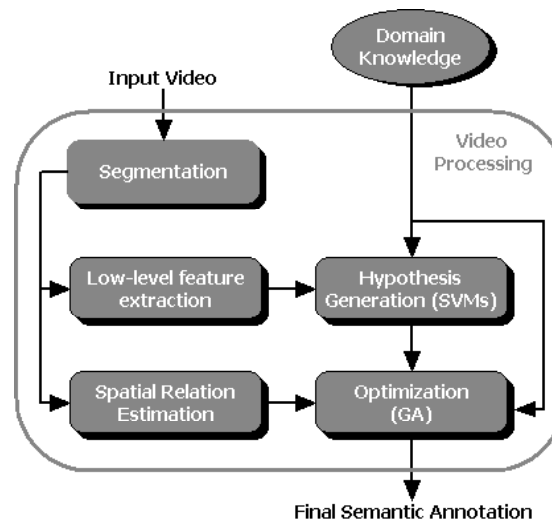 Domain
Knowledge
Input Video
Video
Processing
Segmentation
Low-level feature
extraction
Hypothesis
Generation (SVMs)
Spatial Relation
Estimation
Optimization
(GA)
Final Semantic Annotation